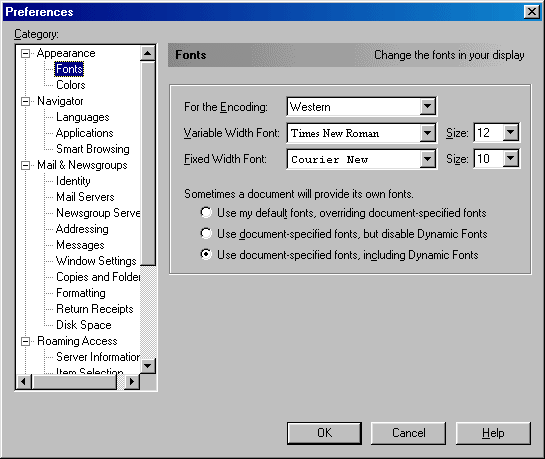 Preferences
Category:
Appearance
Fonts
Colors
Navigator
Languages
Applications
Smart Browsing
Mail & Newsgroups
Identity
Mail Servers
Newsgroup Serve
Addressing
Messages
Window Settings
Copies and Folder
Formatting
Return Receipts
Disk Space
Roaming Access
Server Information
Item Selection
Fonts Change the fonts in your display
For the Encoding: Western
Variable Width Font: Times New Roman Size: 12
Fixed Width Font: Courier New Size: 10
Sometimes a document will provide its own fonts.
Use my default fonts, overriding document-specified fonts
Use document-specified fonts, but disable Dynamic Fonts
Use document-specified fonts, including Dynamic Fonts
OK Cancel Help